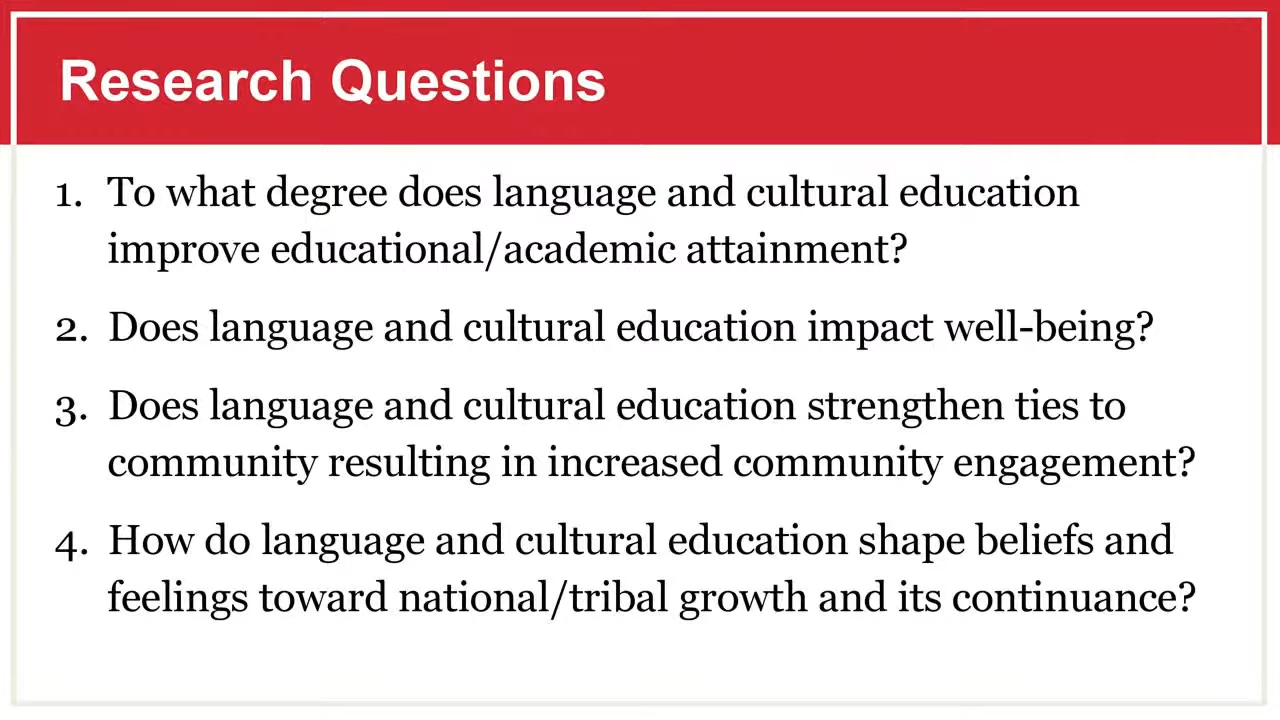 Research Questions
1. To what degree does language and cultural education
improve educational/academic attainment?
2. Does language and cultural education impact well-being?
3. Does language and cultural education strengthen ties to
community resulting in increased community engagement?
4. How do language and cultural education shape beliefs and
feelings toward national/tribal growth and its continuance?